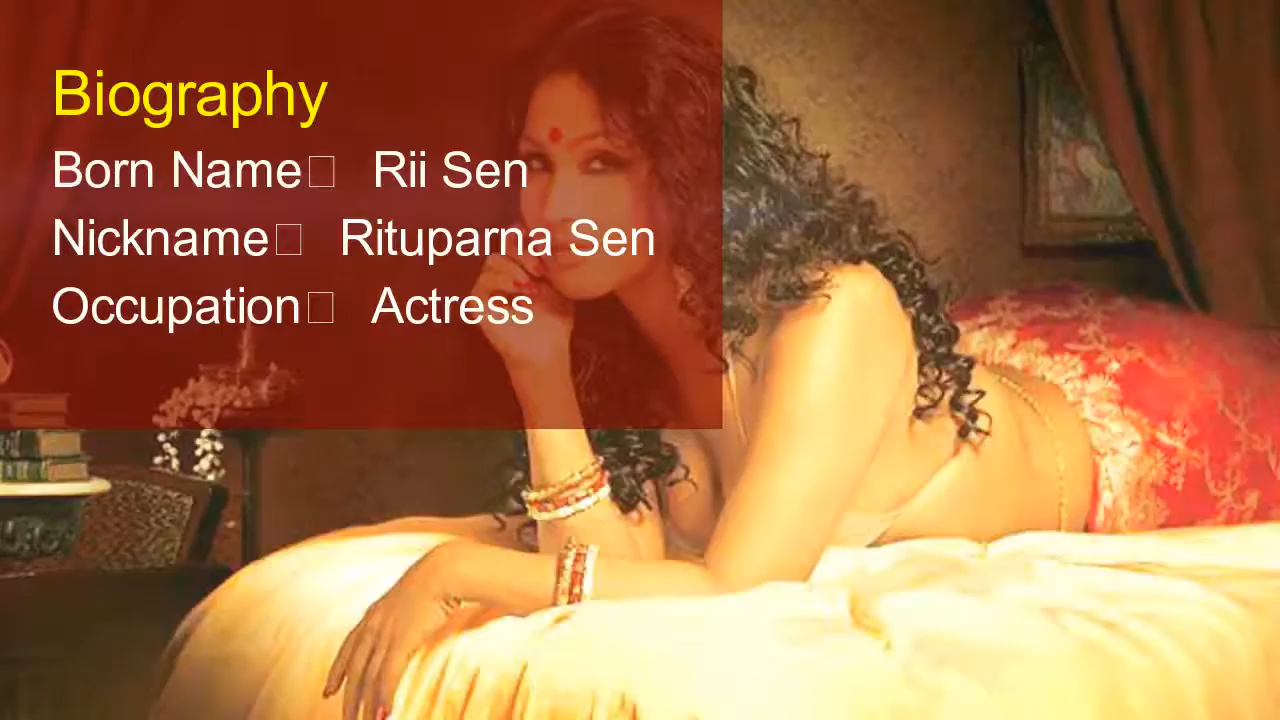 Biography
Born Name□ Rii Sen
Nickname□ Rituparna Sen
Occupation□ Actress